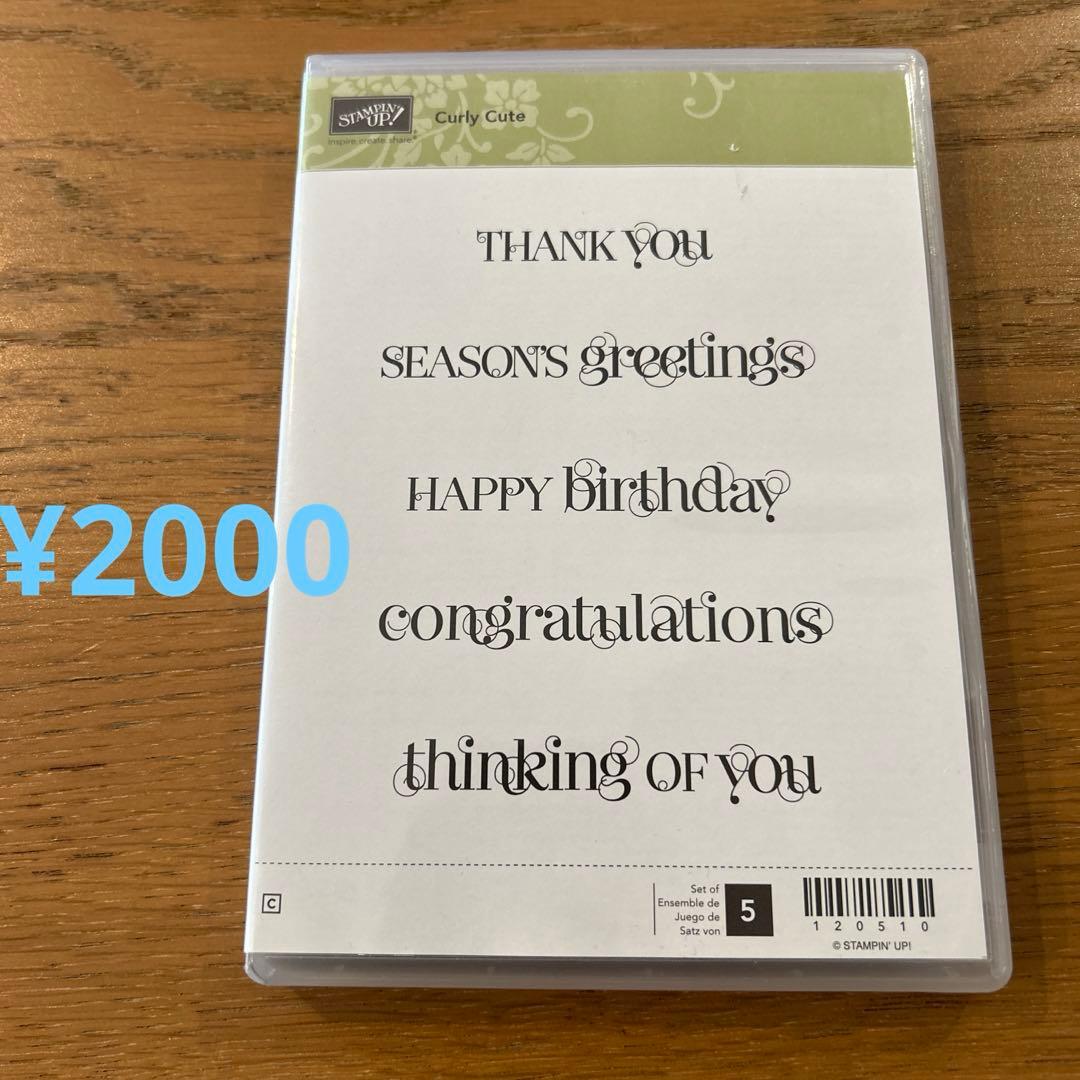 STAMPIN' UP!
inspire.create.share.
Curly Cute
THANK you
SEASON'S greetings
HAPPY birthday
¥2000
congratulations
thinking OF you
C
Set of
Ensemble de
Juego de
Satz von
5
120510
© STAMPIN' UP!